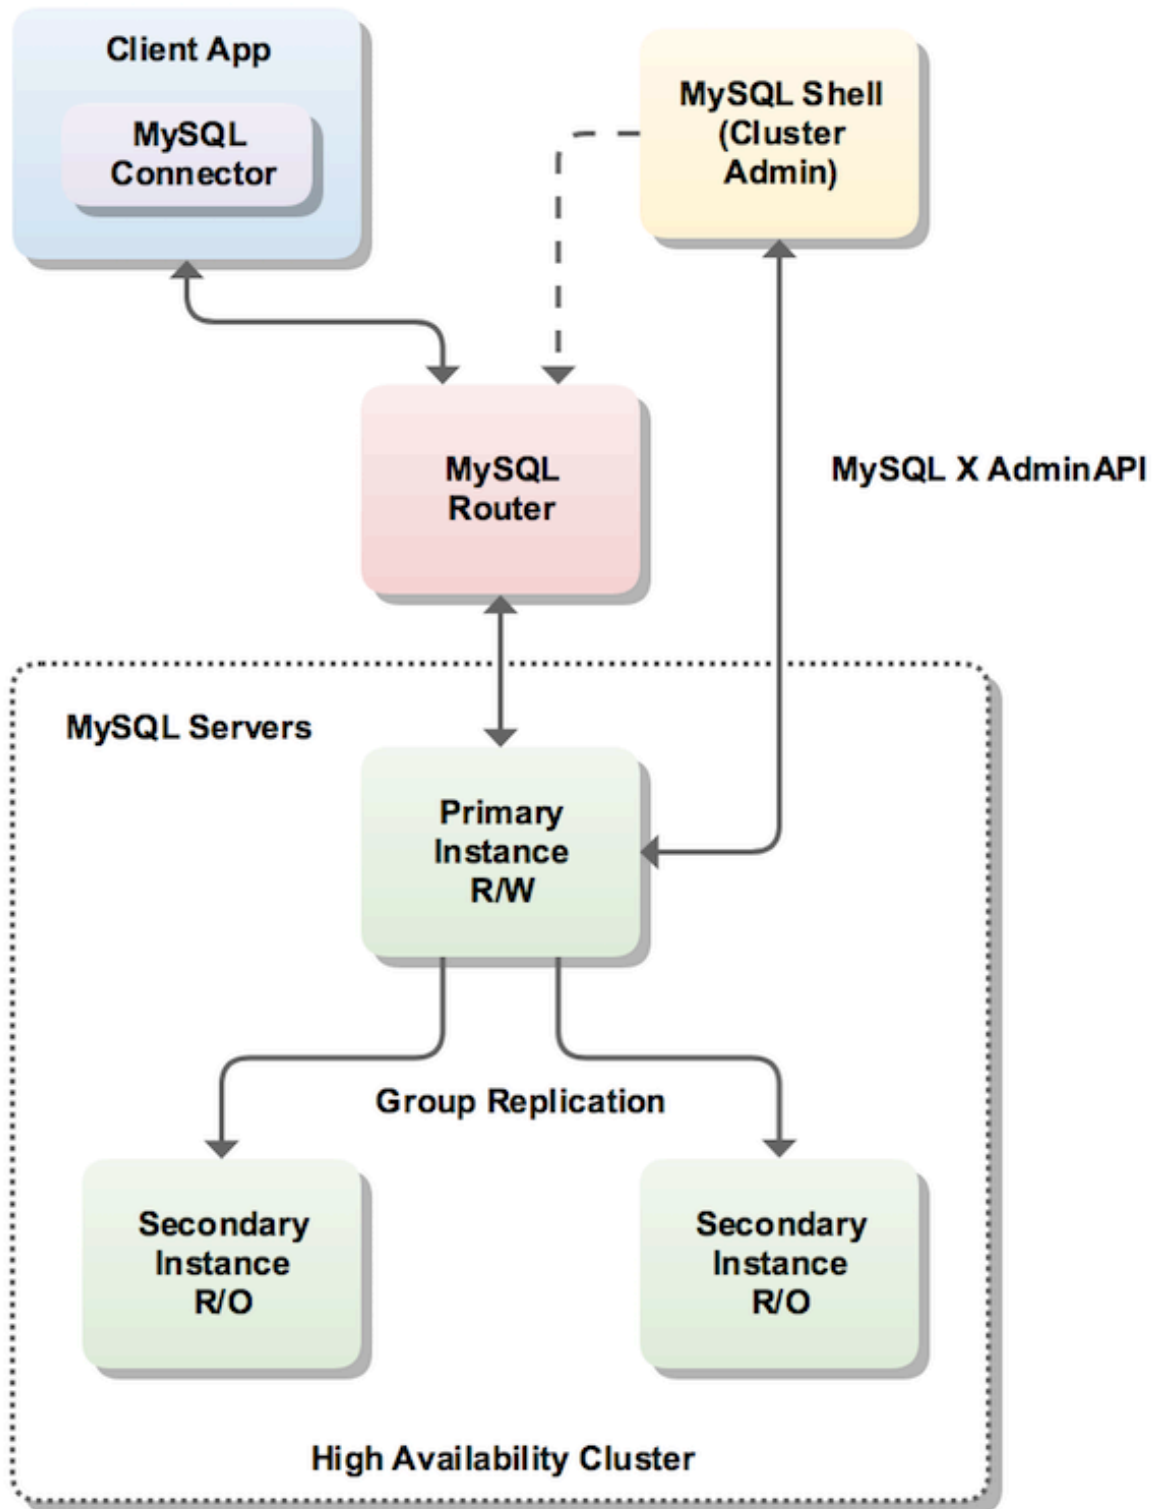 Client App
MySQL
Connector
MySQL Shell
(Cluster
Admin)
MySQL
Router
MySQL X AdminAPI
MySQL Servers
Primary
Instance
R/W
Group Replication
Secondary
Instance
R/O
Secondary
Instance
R/O
High Availability Cluster